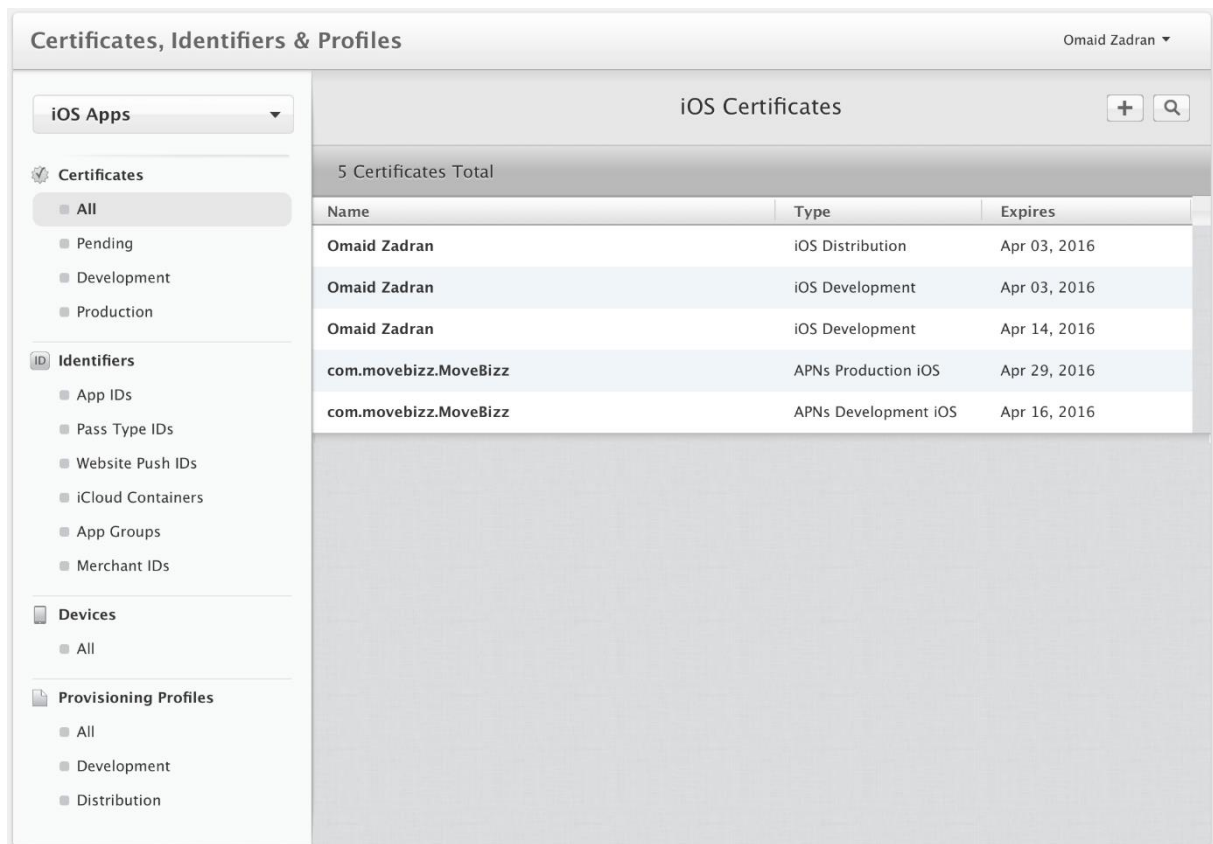 Certificates, Identifiers & Profiles
Omaid Zadran
iOS Apps
Certificates
All
Pending
Development
Production
ID Identifiers
App IDs
Pass Type IDs
Website Push IDs
iCloud Containers
App Groups
Merchant IDs
Devices
All
Provisioning Profiles
All
Development
Distribution
iOS Certificates
5 Certificates Total
Name Type Expires
Omaid Zadran iOS Distribution Apr 03, 2016
Omaid Zadran iOS Development Apr 03, 2016
Omaid Zadran iOS Development Apr 14, 2016
com.movebizz.MoveBizz APNs Production iOS Apr 29, 2016
com.movebizz.MoveBizz APNs Development iOS Apr 16, 2016